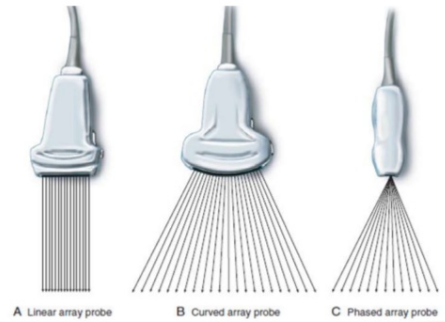 A Linear array probe
B Curved array probe
C Phased array probe